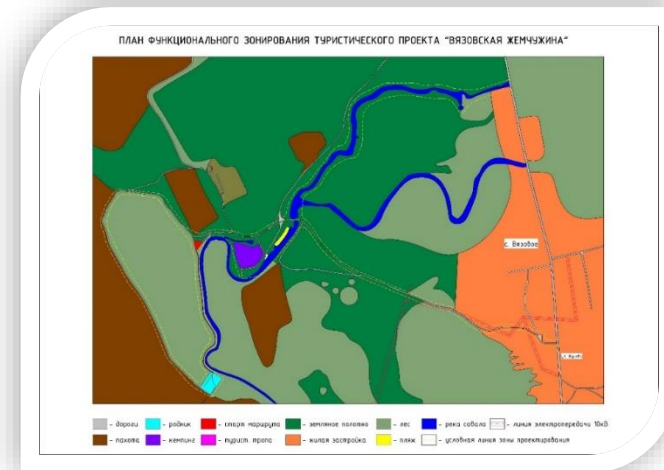 ПЛАН ФУНКЦИОНАЛЬНОГО ЗОНИРОВАНИЯ ТУРИСТИЧЕСКОГО ПРОЕКТА "ВЯЗОВСКАЯ ЖЕМЧУЖИНА"
с. Вязовое
- дороги - родник - старт маршрута - земляное полотно - лес - река савала - линия электропередачи 10кВ
- пахота - кемпинг - турист. тропа - жилая застройка - пляж - условная линия зоны проектирования